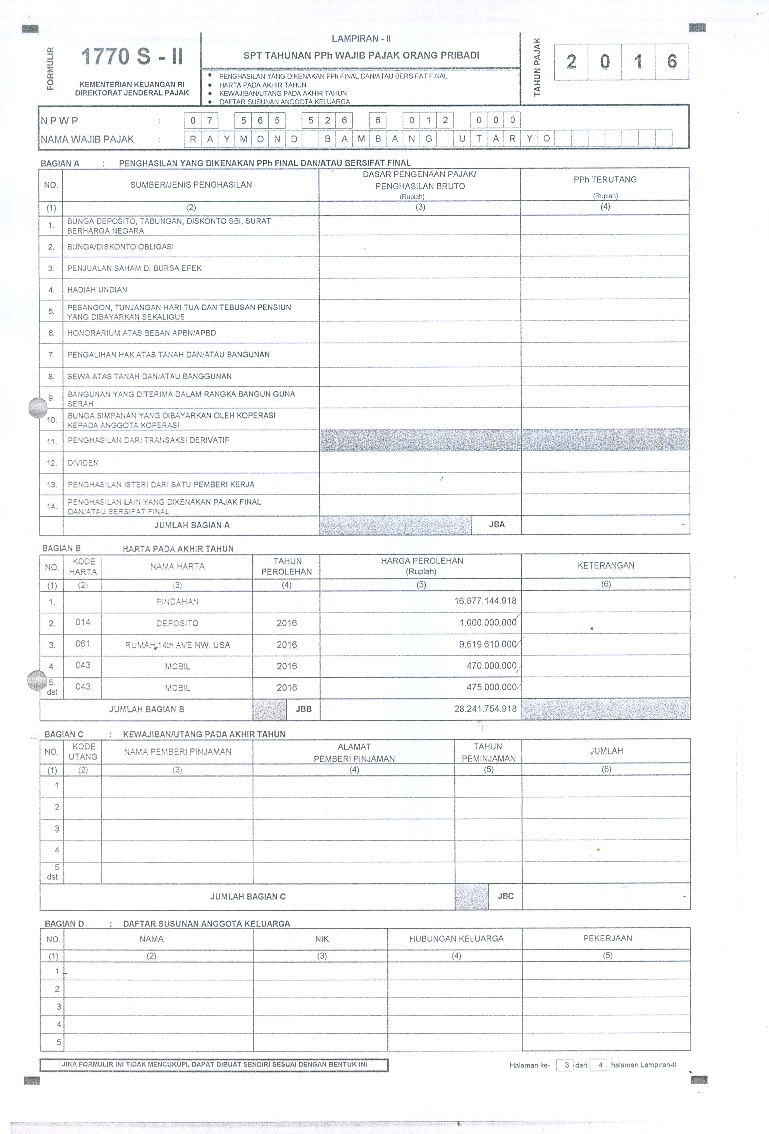 LAMPIRAN - II
FORMULIR
1770 S - II
SPT TAHUNAN PPh WAJIB PAJAK ORANG PRIBADI
TAHUN PAJAK
2 0 1 6
KEMENTERIAN KEUANGAN RI
DIREKTORAT JENDERAL PAJAK
• PENGHASILAN YANG DIKENAKAN PPh FINAL DAN/ATAU BERSIFAT FINAL
• HARTA PADA AKHIR TAHUN
• KEWAJIBAN/UTANG PADA AKHIR TAHUN
• DAFTAR SUSUNAN ANGGOTA KELUARGA
N P W P : 0 7 5 6 5 5 2 6 6 0 1 2 0 0 0
NAMA WAJIB PAJAK : R A Y M O N D B A M B A N G U T A R Y O
BAGIAN A : PENGHASILAN YANG DIKENAKAN PPh FINAL DAN/ATAU BERSIFAT FINAL
NO. SUMBER/JENIS PENGHASILAN DASAR PENGENAAN PAJAK/ PENGHASILAN BRUTO (Rupiah) PPh TERUTANG (Rupiah)
(1) (2) (3) (4)
1. BUNGA DEPOSITO, TABUNGAN, DISKONTO SBI, SURAT
BERHARGA NEGARA
2. BUNGA/DISKONTO OBLIGASI
3. PENJUALAN SAHAM DI BURSA EFEK
4. HADIAH UNDIAN
5. PESANGON, TUNJANGAN HARI TUA DAN TEBUSAN PENSIUN
YANG DIBAYARKAN SEKALIGUS
6. HONORARIUM ATAS BEBAN APBN/APBD
7. PENGALIHAN HAK ATAS TANAH DAN/ATAU BANGUNAN
8. SEWA ATAS TANAH DAN/ATAU BANGGUNAN
9. BANGUNAN YANG DITERIMA DALAM RANGKA BANGUN GUNA
SERAH
10. BUNGA SIMPANAN YANG DIBAYARKAN OLEH KOPERASI
KEPADA ANGGOTA KOPERASI
11. PENGHASILAN DARI TRANSAKSI DERIVATIF
12. DIVIDEN
13. PENGHASILAN ISTERI DARI SATU PEMBERI KERJA
14. PENGHASILAN LAIN YANG DIKENAKAN PAJAK FINAL
DAN/ATAU BERSIFAT FINAL
JUMLAH BAGIAN A JBA -
BAGIAN B HARTA PADA AKHIR TAHUN
NO. KODE HARTA NAMA HARTA TAHUN PEROLEHAN HARGA PEROLEHAN (Rupiah) KETERANGAN
(1) (2) (3) (4) (5) (6)
1. PINDAHAN 16.677.144.918
2. 014 DEPOSITO 2016 1.000.000.000
3. 061 RUMAH, 14th AVE NW, USA 2016 9.619.610.000
4. 043 MOBIL 2016 470.000.000
5. dst 043 MOBIL 2016 475.000.000
JUMLAH BAGIAN B JBB 28.241.754.918
BAGIAN C : KEWAJIBAN/UTANG PADA AKHIR TAHUN
NO. KODE UTANG NAMA PEMBERI PINJAMAN ALAMAT PEMBERI PINJAMAN TAHUN PEMINJAMAN JUMLAH
(1) (2) (3) (4) (5) (6)
1
2
3
4
5
dst
JUMLAH BAGIAN C JBC -
BAGIAN D : DAFTAR SUSUNAN ANGGOTA KELUARGA
NO. NAMA NIK HUBUNGAN KELUARGA PEKERJAAN
(1) (2) (3) (4) (5)
1
2
3
4
5
JIKA FORMULIR INI TIDAK MENCUKUPI, DAPAT DIBUAT SENDIRI SESUAI DENGAN BENTUK INI
Halaman ke- 3 dari 4 halaman Lampiran-II